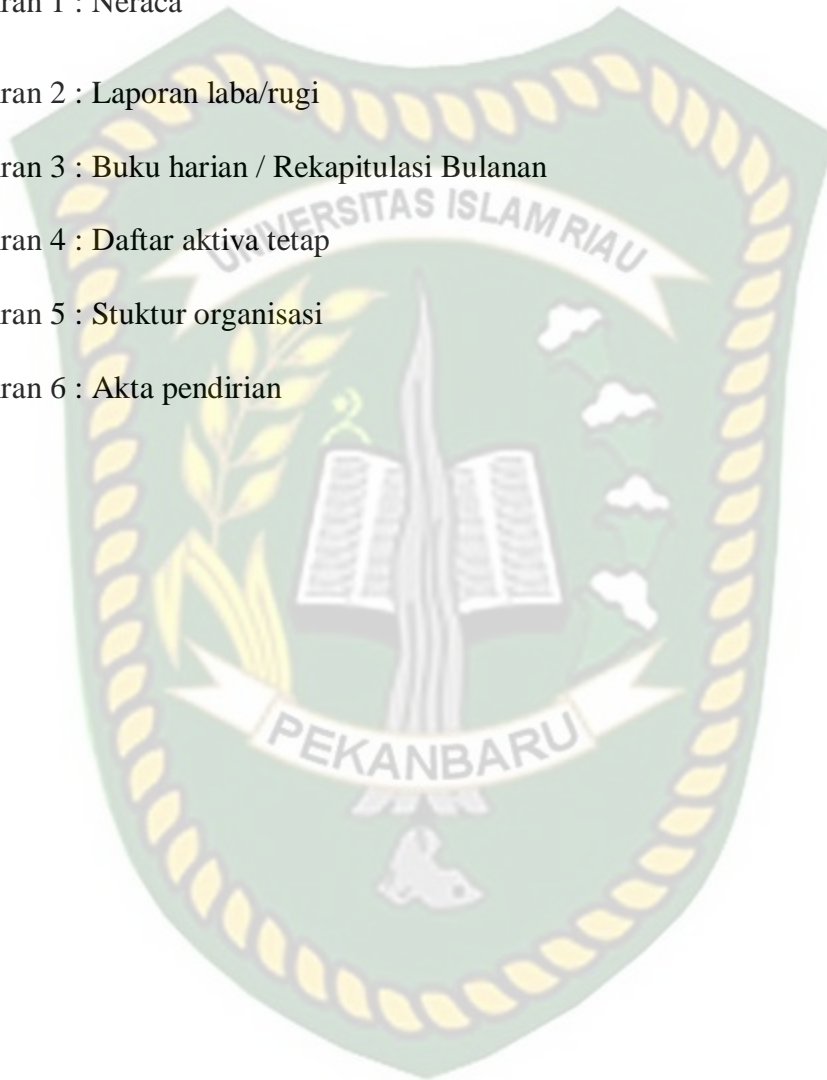 ran 1 : Neraca
ran 2 : Laporan laba/rugi
ran 3 : Buku harian / Rekapitulasi Bulanan
UNIVERSITAS ISLAM RIAU
ran 4 : Daftar aktiva tetap
ran 5 : Stuktur organisasi
ran 6 : Akta pendirian
PEKANBARU